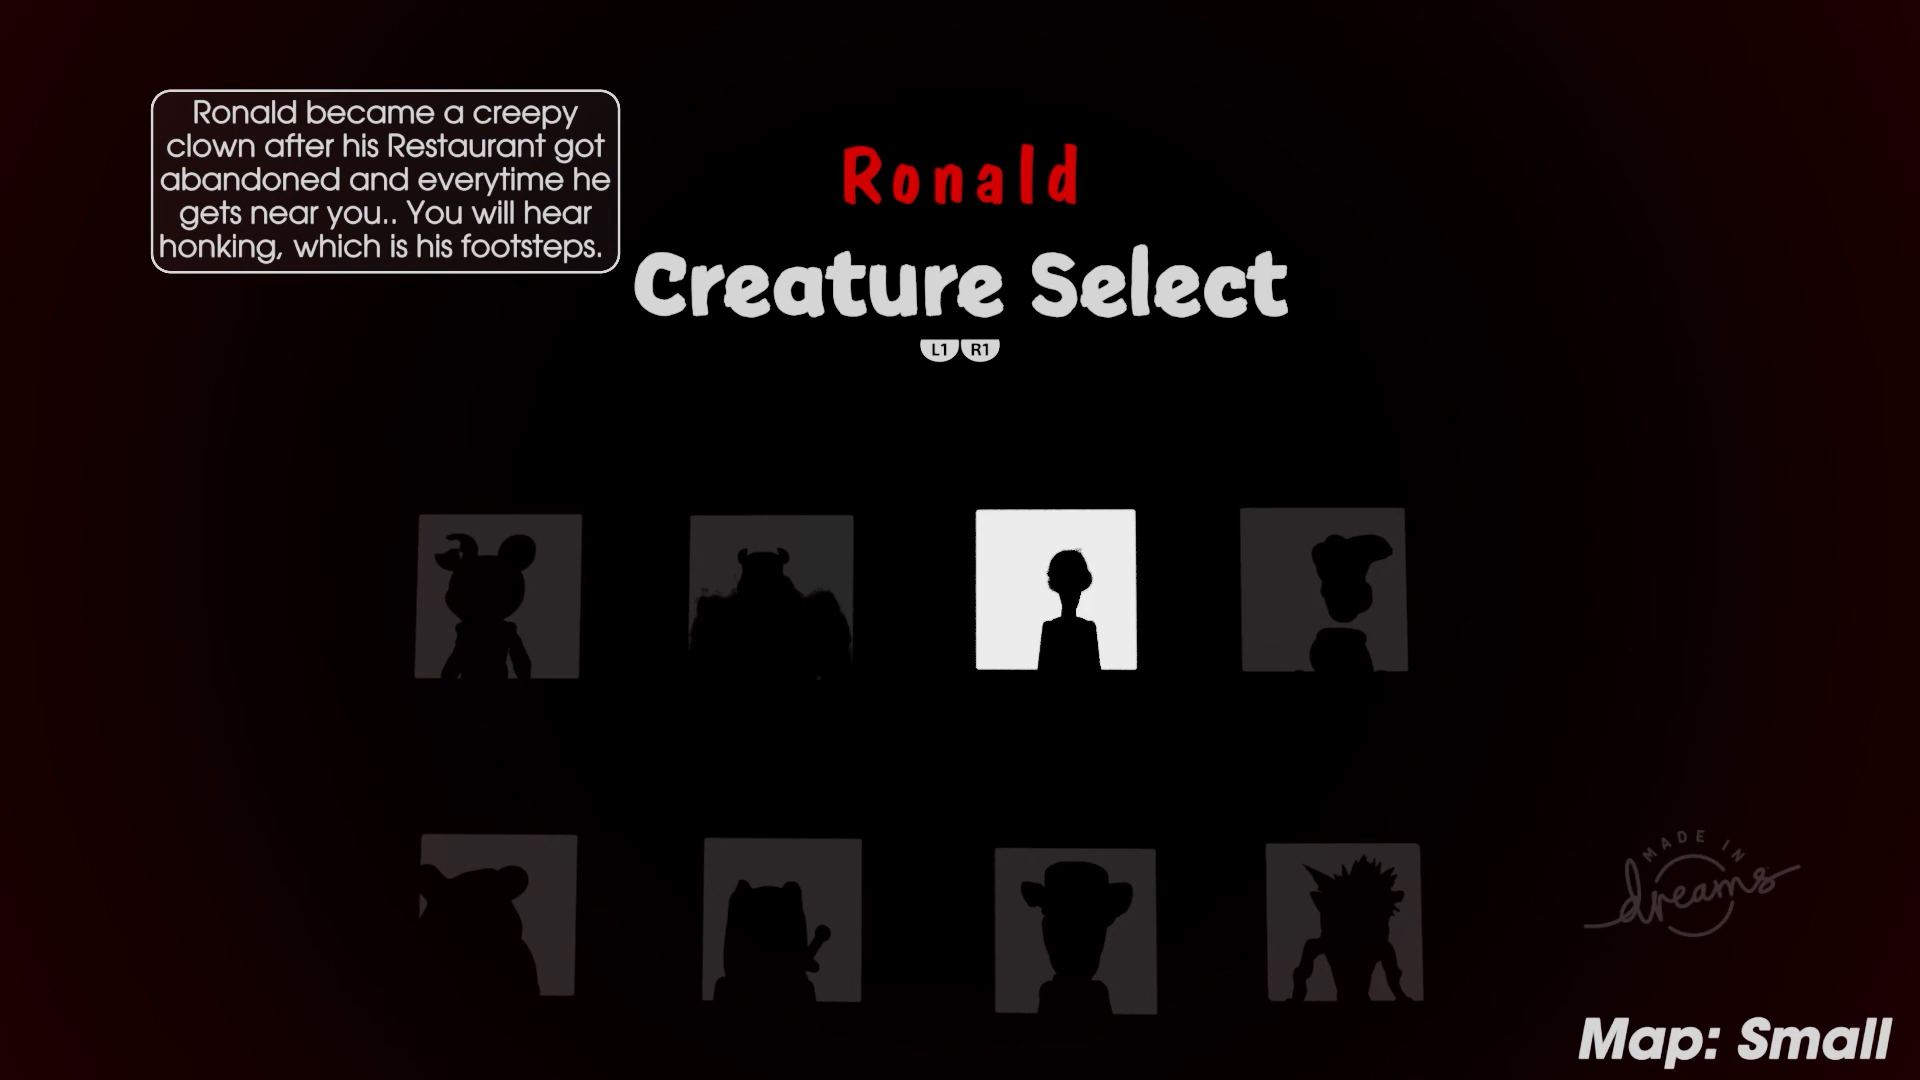 Ronald became a creepy
clown after his Restaurant got
abandoned and everytime he
gets near you.. You will hear
honking, which is his footsteps.
Ronald
Creature Select
L1 R1
MADE IN
dreams
Map: Small